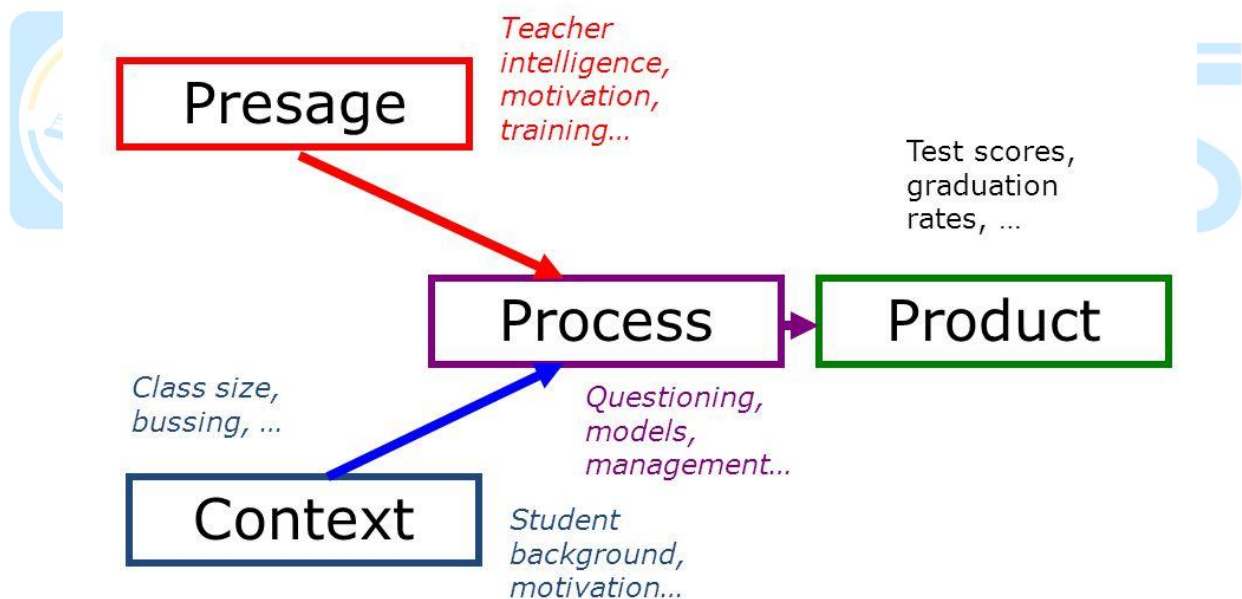 Teacher
intelligence,
motivation,
training...
Presage
Test scores,
graduation
rates, ...
Process
Product
Class size,
bussing, ...
Questioning,
models,
management...
Context
Student
background,
motivation...